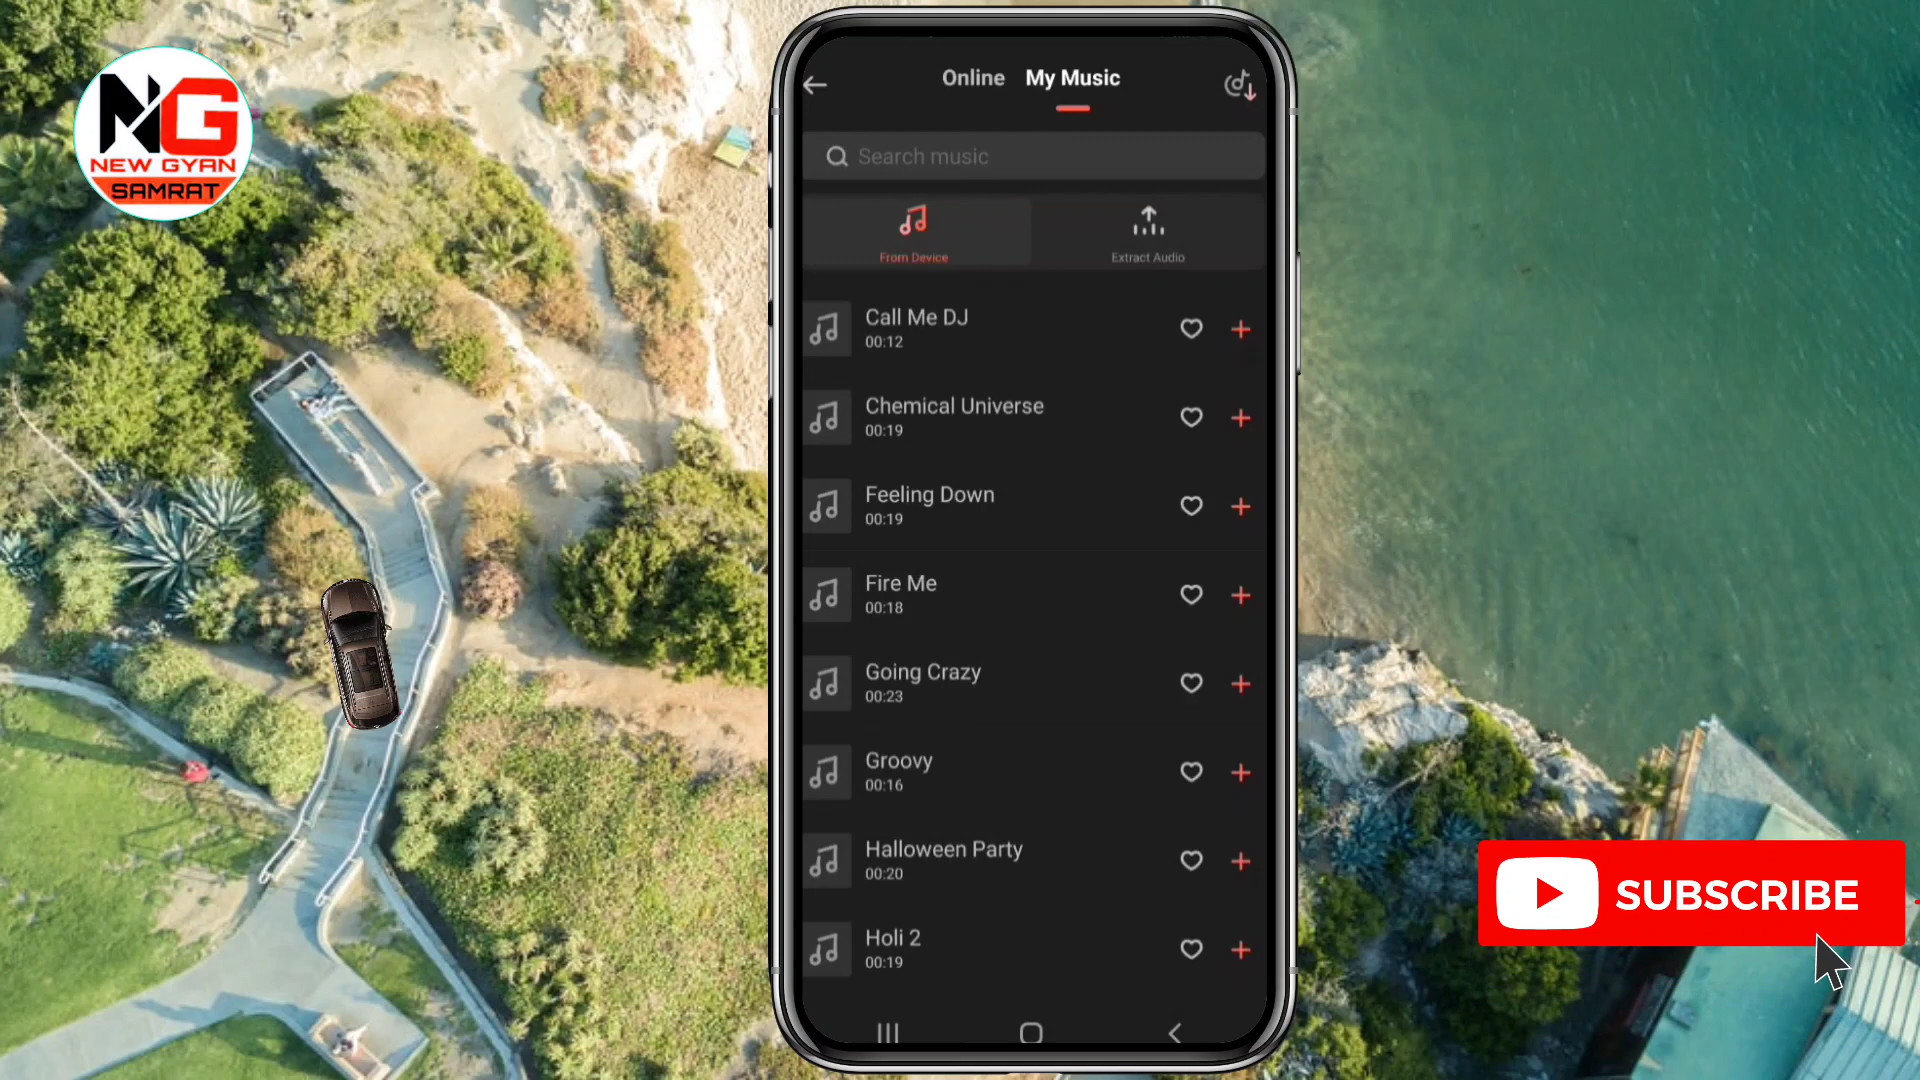 NG
NEW GYAN
SAMRAT
Online My Music
Search music
From Device Extract Audio
Call Me DJ
00:12
Chemical Universe
00:19
Feeling Down
00:19
Fire Me
00:18
Going Crazy
00:23
Groovy
00:16
Halloween Party
00:20
Holi 2
00:19
SUBSCRIBE